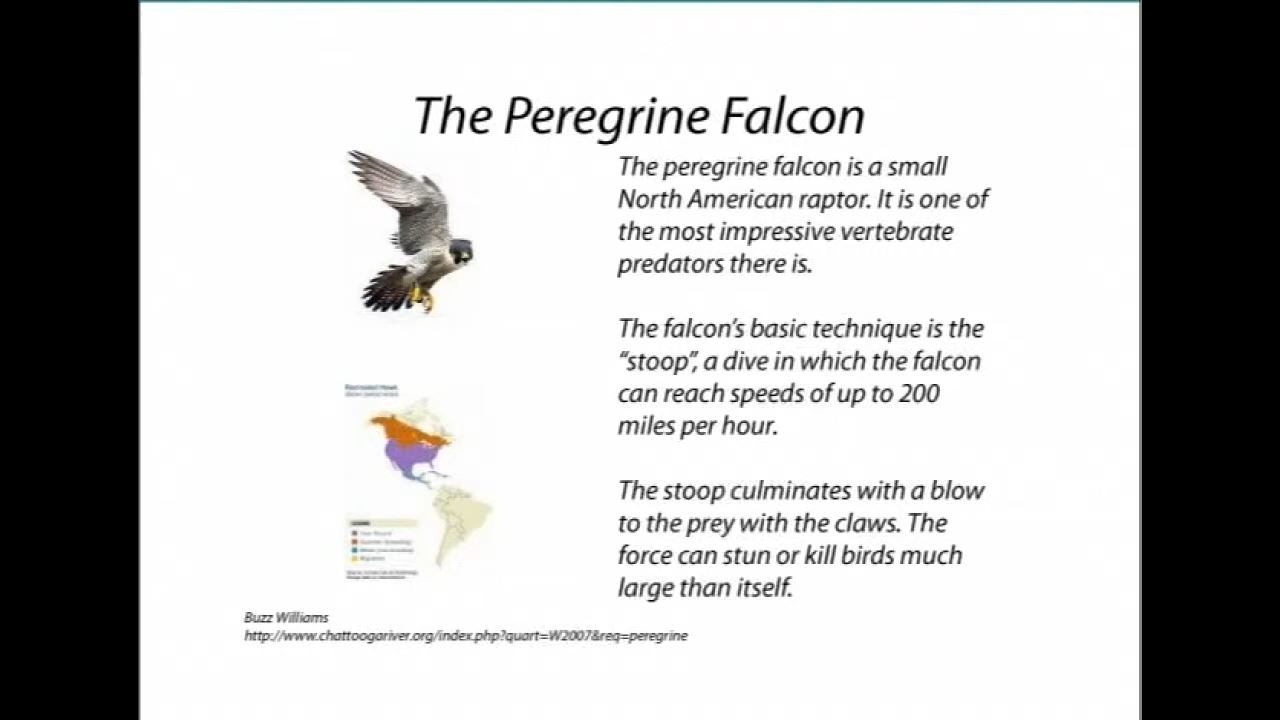 The Peregrine Falcon
The peregrine falcon is a small
North American raptor. It is one of
the most impressive vertebrate
predators there is.
The falcon's basic technique is the
“stoop”, a dive in which the falcon
can reach speeds of up to 200
miles per hour.
The stoop culminates with a blow
to the prey with the claws. The
force can stun or kill birds much
large than itself.
Buzz Williams
http://www.chattoogariver.org/index.php?quart=W2007&req=peregrine